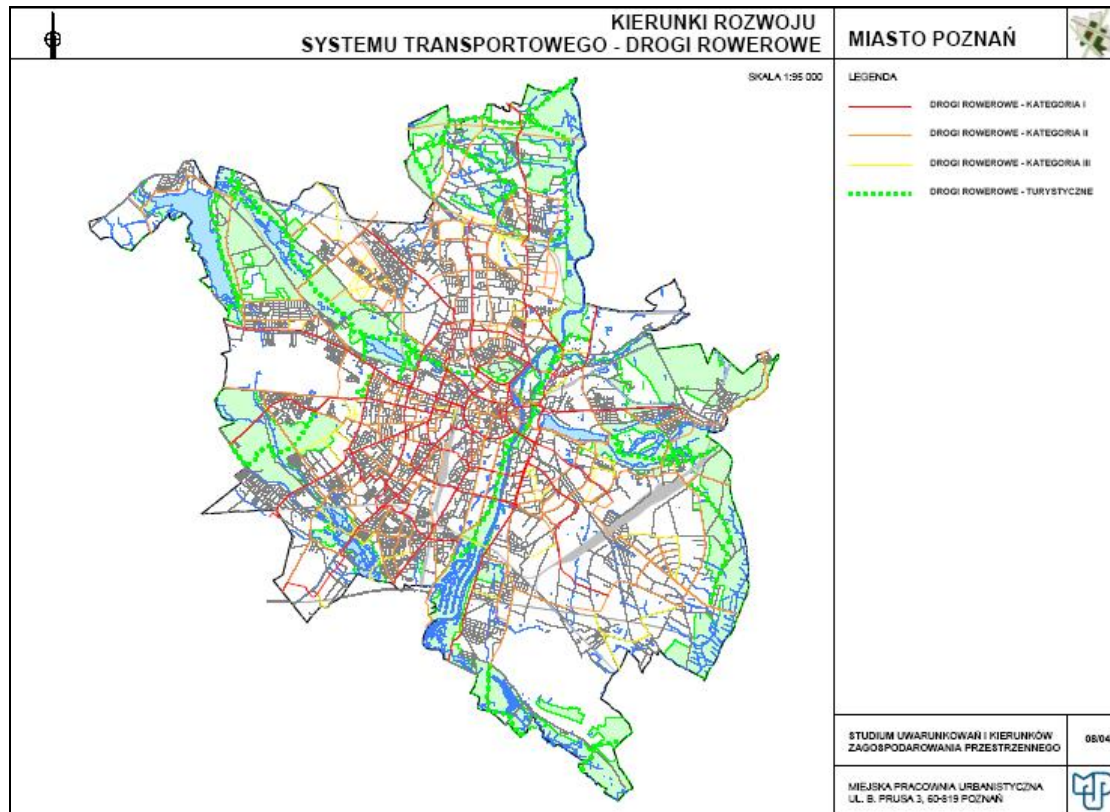 KIERUNKI ROZWOJU
SYSTEMU TRANSPORTOWEGO - DROGI ROWEROWE
MIASTO POZNAŃ
SKALA 1:95 000
LEGENDA
DROGI ROWEROWE - KATEGORIA I
DROGI ROWEROWE - KATEGORIA II
DROGI ROWEROWE - KATEGORIA III
DROGI ROWEROWE - TURYSTYCZNE
STUDIUM UWARUNKOWAŃ I KIERUNKÓW
ZAGOSPODAROWANIA PRZESTRZENNEGO
08/04
MIEJSKA PRACOWNIA URBANISTYCZNA
UL. B. PRUSA 3, 60-819 POZNAŃ